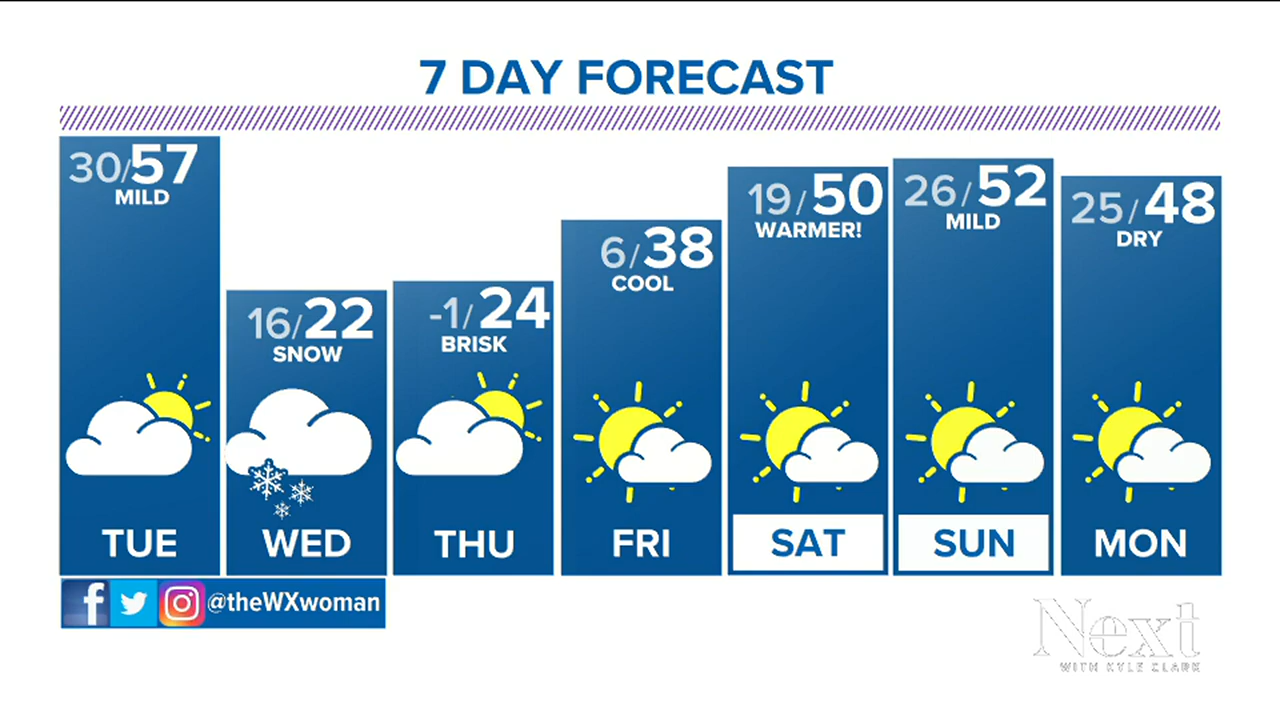 7 DAY FORECAST
30/57
MILD
TUE
16/22
SNOW
WED
-1/24
BRISK
THU
6/38
COOL
FRI
19/50
WARMER!
SAT
26/52
MILD
SUN
25/48
DRY
MON
@theWXwoman
Next
WITH KYLE CLARK